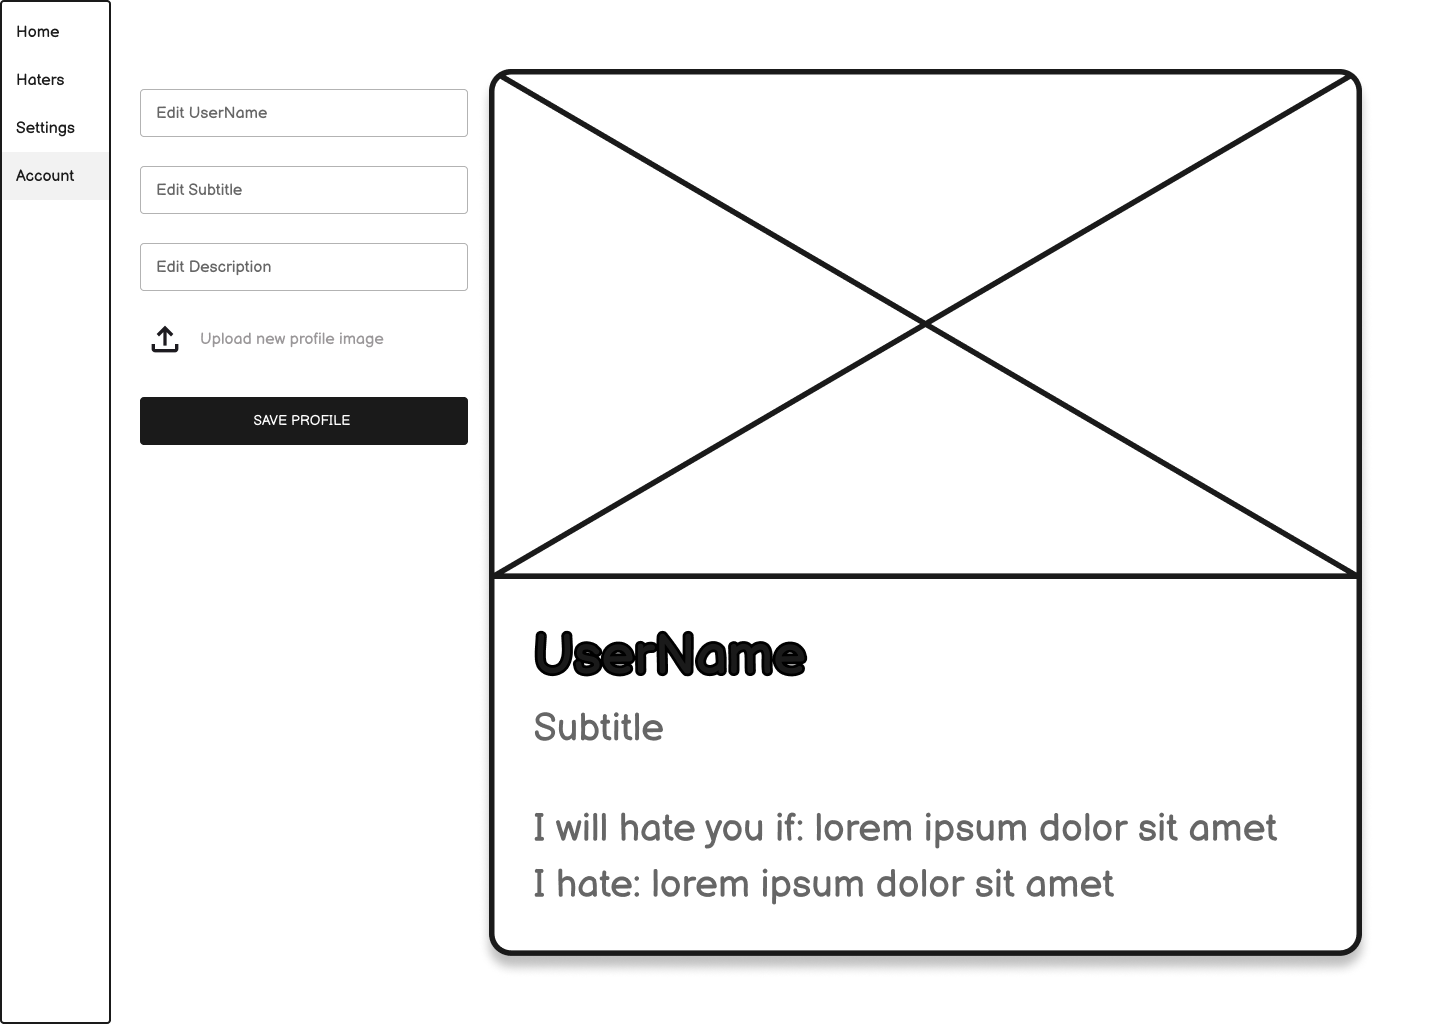 Home
Haters
Settings
Account
Edit UserName
Edit Subtitle
Edit Description
Upload new profile image
SAVE PROFILE
UserName
Subtitle
I will hate you if: lorem ipsum dolor sit amet
I hate: lorem ipsum dolor sit amet